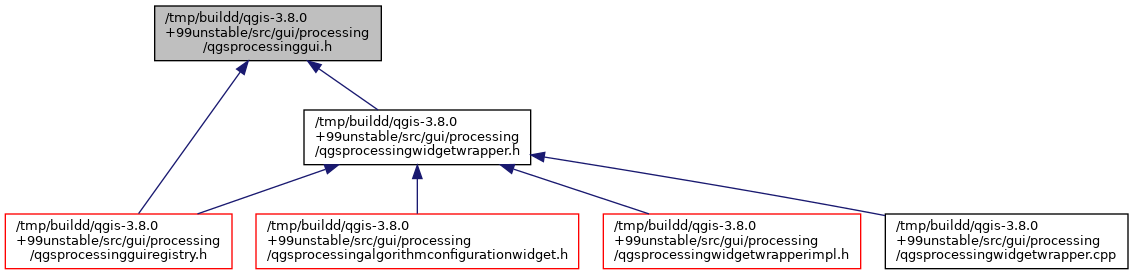 /tmp/buildd/qgis-3.8.0
+99unstable/src/gui/processing
/qgsprocessinggui.h
/tmp/buildd/qgis-3.8.0
+99unstable/src/gui/processing
/qgsprocessingwidgetwrapper.h
/tmp/buildd/qgis-3.8.0
+99unstable/src/gui/processing
/qgsprocessingguiregistry.h
/tmp/buildd/qgis-3.8.0
+99unstable/src/gui/processing
/qgsprocessingalgorithmconfigurationwidget.h
/tmp/buildd/qgis-3.8.0
+99unstable/src/gui/processing
/qgsprocessingwidgetwrapperimpl.h
/tmp/buildd/qgis-3.8.0
+99unstable/src/gui/processing
/qgsprocessingwidgetwrapper.cpp